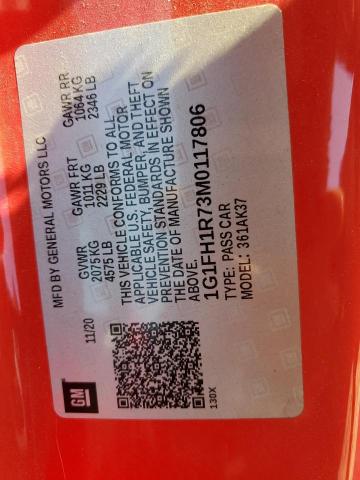 MFD BY GENERAL MOTORS LLC
11/20
GVWR
2075 KG
4575 LB
GAWR FRT
1011 KG
2229 LB
GAWR RR
1064 KG
2346 LB
THIS VEHICLE CONFORMS TO ALL
APPLICABLE U.S. FEDERAL MOTOR
VEHICLE SAFETY, BUMPER, AND THEFT
PREVENTION STANDARDS IN EFFECT ON
THE DATE OF MANUFACTURE SHOWN
ABOVE.
1G1FH1R73M0117806
TYPE: PASS CAR
MODEL: 361AK37
GM
130X